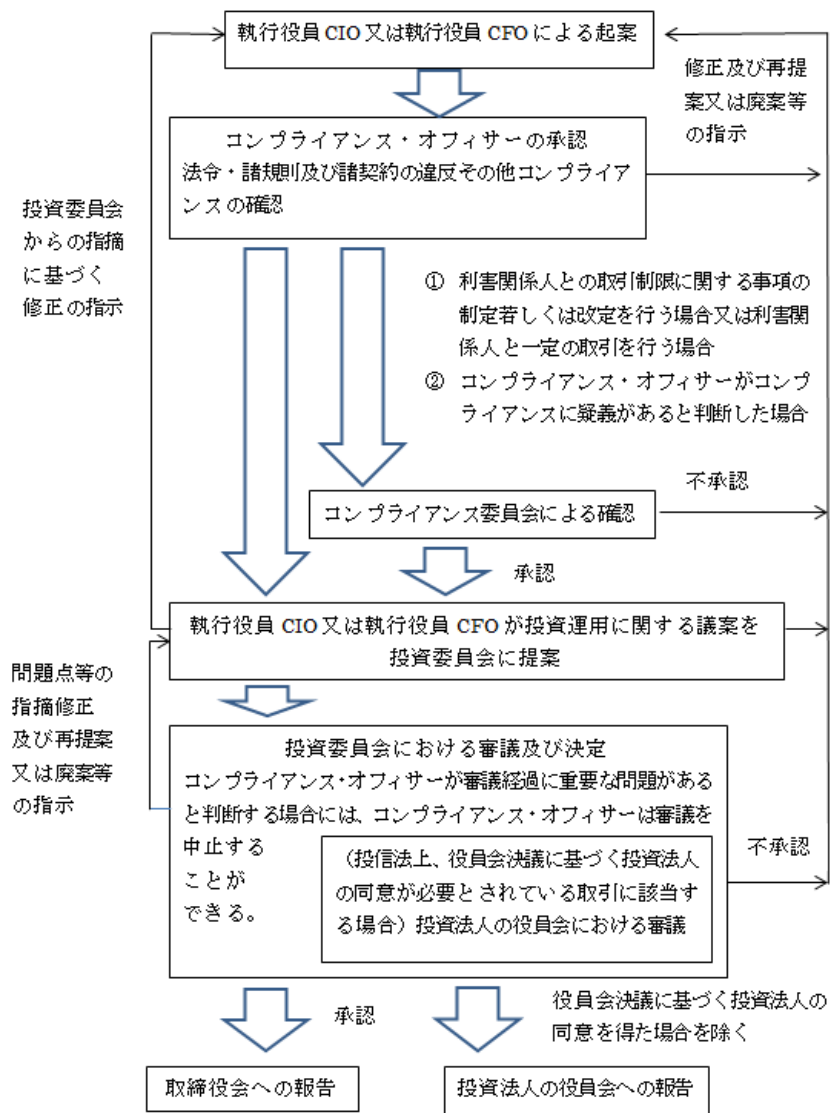 執行役員 CIO 又は執行役員 CFO による起案
修正及び再提
案又は廃案等
の指示
コンプライアンス・オフィサーの承認
法令・諸規則及び諸契約の違反その他コンプライア
ンスの確認
投資委員会
からの指摘
に基づく
修正の指示
① 利害関係人との取引制限に関する事項の
制定若しくは改定を行う場合又は利害関
係人と一定の取引を行う場合
② コンプライアンス・オフィサーがコンプ
ライアンスに疑義があると判断した場合
不承認
コンプライアンス委員会による確認
承認
執行役員 CIO 又は執行役員 CFO が投資運用に関する議案を
投資委員会に提案
問題点等の
指摘修正
及び再提案
又は廃案等
の指示
投資委員会における審議及び決定
コンプライアンス・オフィサーが審議経過に重要な問題がある
と判断する場合には、コンプライアンス・オフィサーは審議を
中止する
ことが
できる。
(投信法上、役員会決議に基づく投資法人
の同意が必要とされている取引に該当す
る場合)投資法人の役員会における審議
不承認
承認
役員会決議に基づく投資法人の
同意を得た場合を除く
取締役会への報告
投資法人の役員会への報告